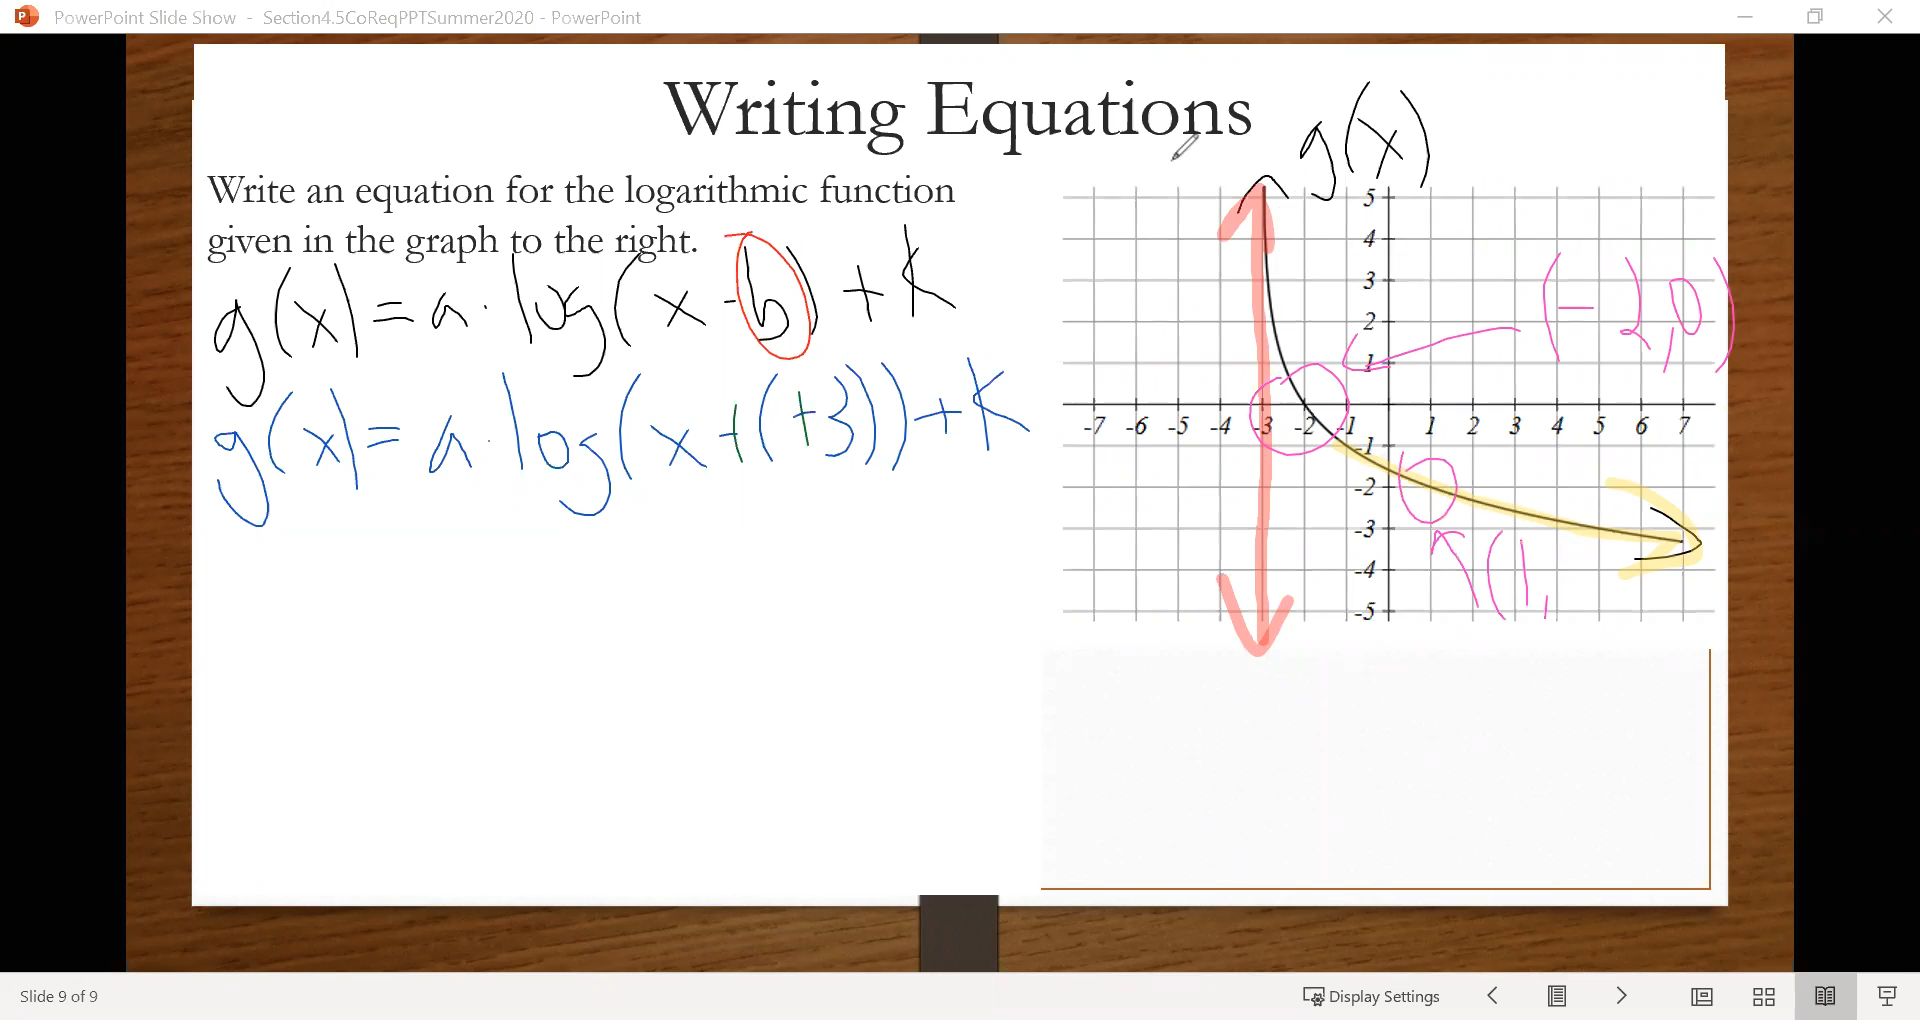 PowerPoint Slide Show - Section4.5CoReqPPTSummer2020 - PowerPoint
Writing Equations
g(x)
Write an equation for the logarithmic function
given in the graph to the right.
g(x) = a · log(x - b) + k
g(x) = a · log(x + (+3)) + k
5
4
3
2
1
-7 -6 -5 -4 -3 -2 -1 1 2 3 4 5 6 7
-1
-2
-3
-4
-5
(-2,0)
(1,
Slide 9 of 9
Display Settings